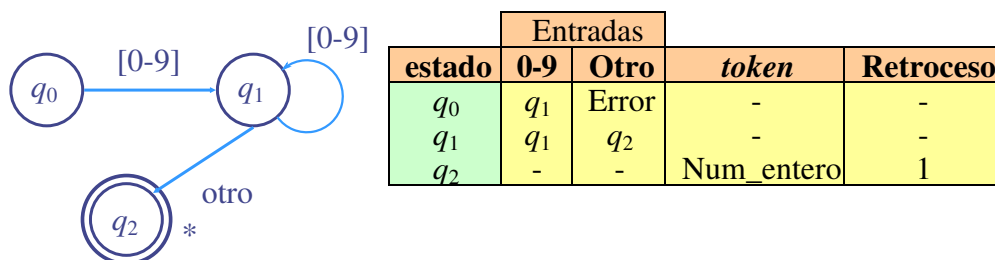 [0-9]
[0-9]
q0
q1
otro
q2
*
Entradas
estado 0-9 Otro token Retroceso
q0 q1 Error - -
q1 q1 q2 - -
q2 - - Num_entero 1